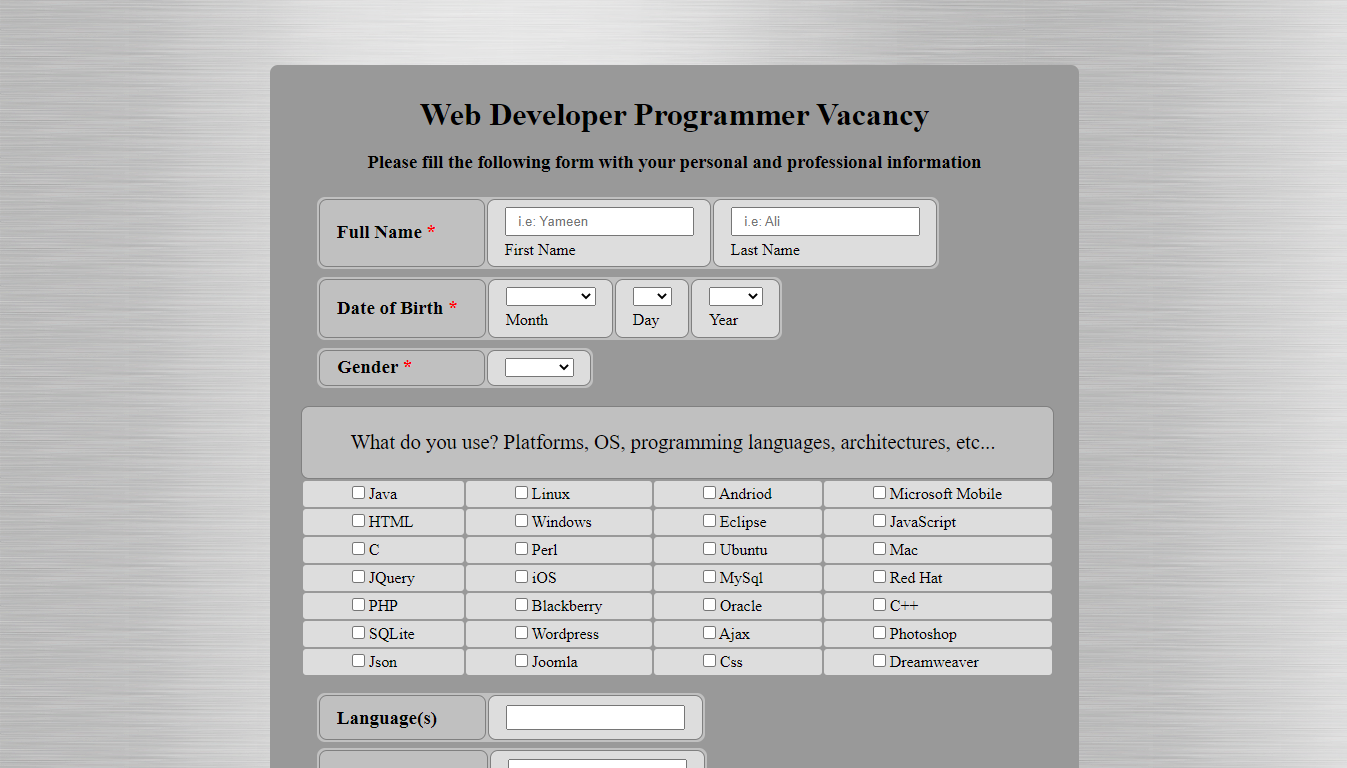 Web Developer Programmer Vacancy
Please fill the following form with your personal and professional information
Full Name *
i.e: Yameen
First Name
i.e: Ali
Last Name
Date of Birth *
Month
Day
Year
Gender *
What do you use? Platforms, OS, programming languages, architectures, etc...
Java Linux Andriod Microsoft Mobile
HTML Windows Eclipse JavaScript
C Perl Ubuntu Mac
JQuery iOS MySql Red Hat
PHP Blackberry Oracle C++
SQLite Wordpress Ajax Photoshop
Json Joomla Css Dreamweaver
Language(s)